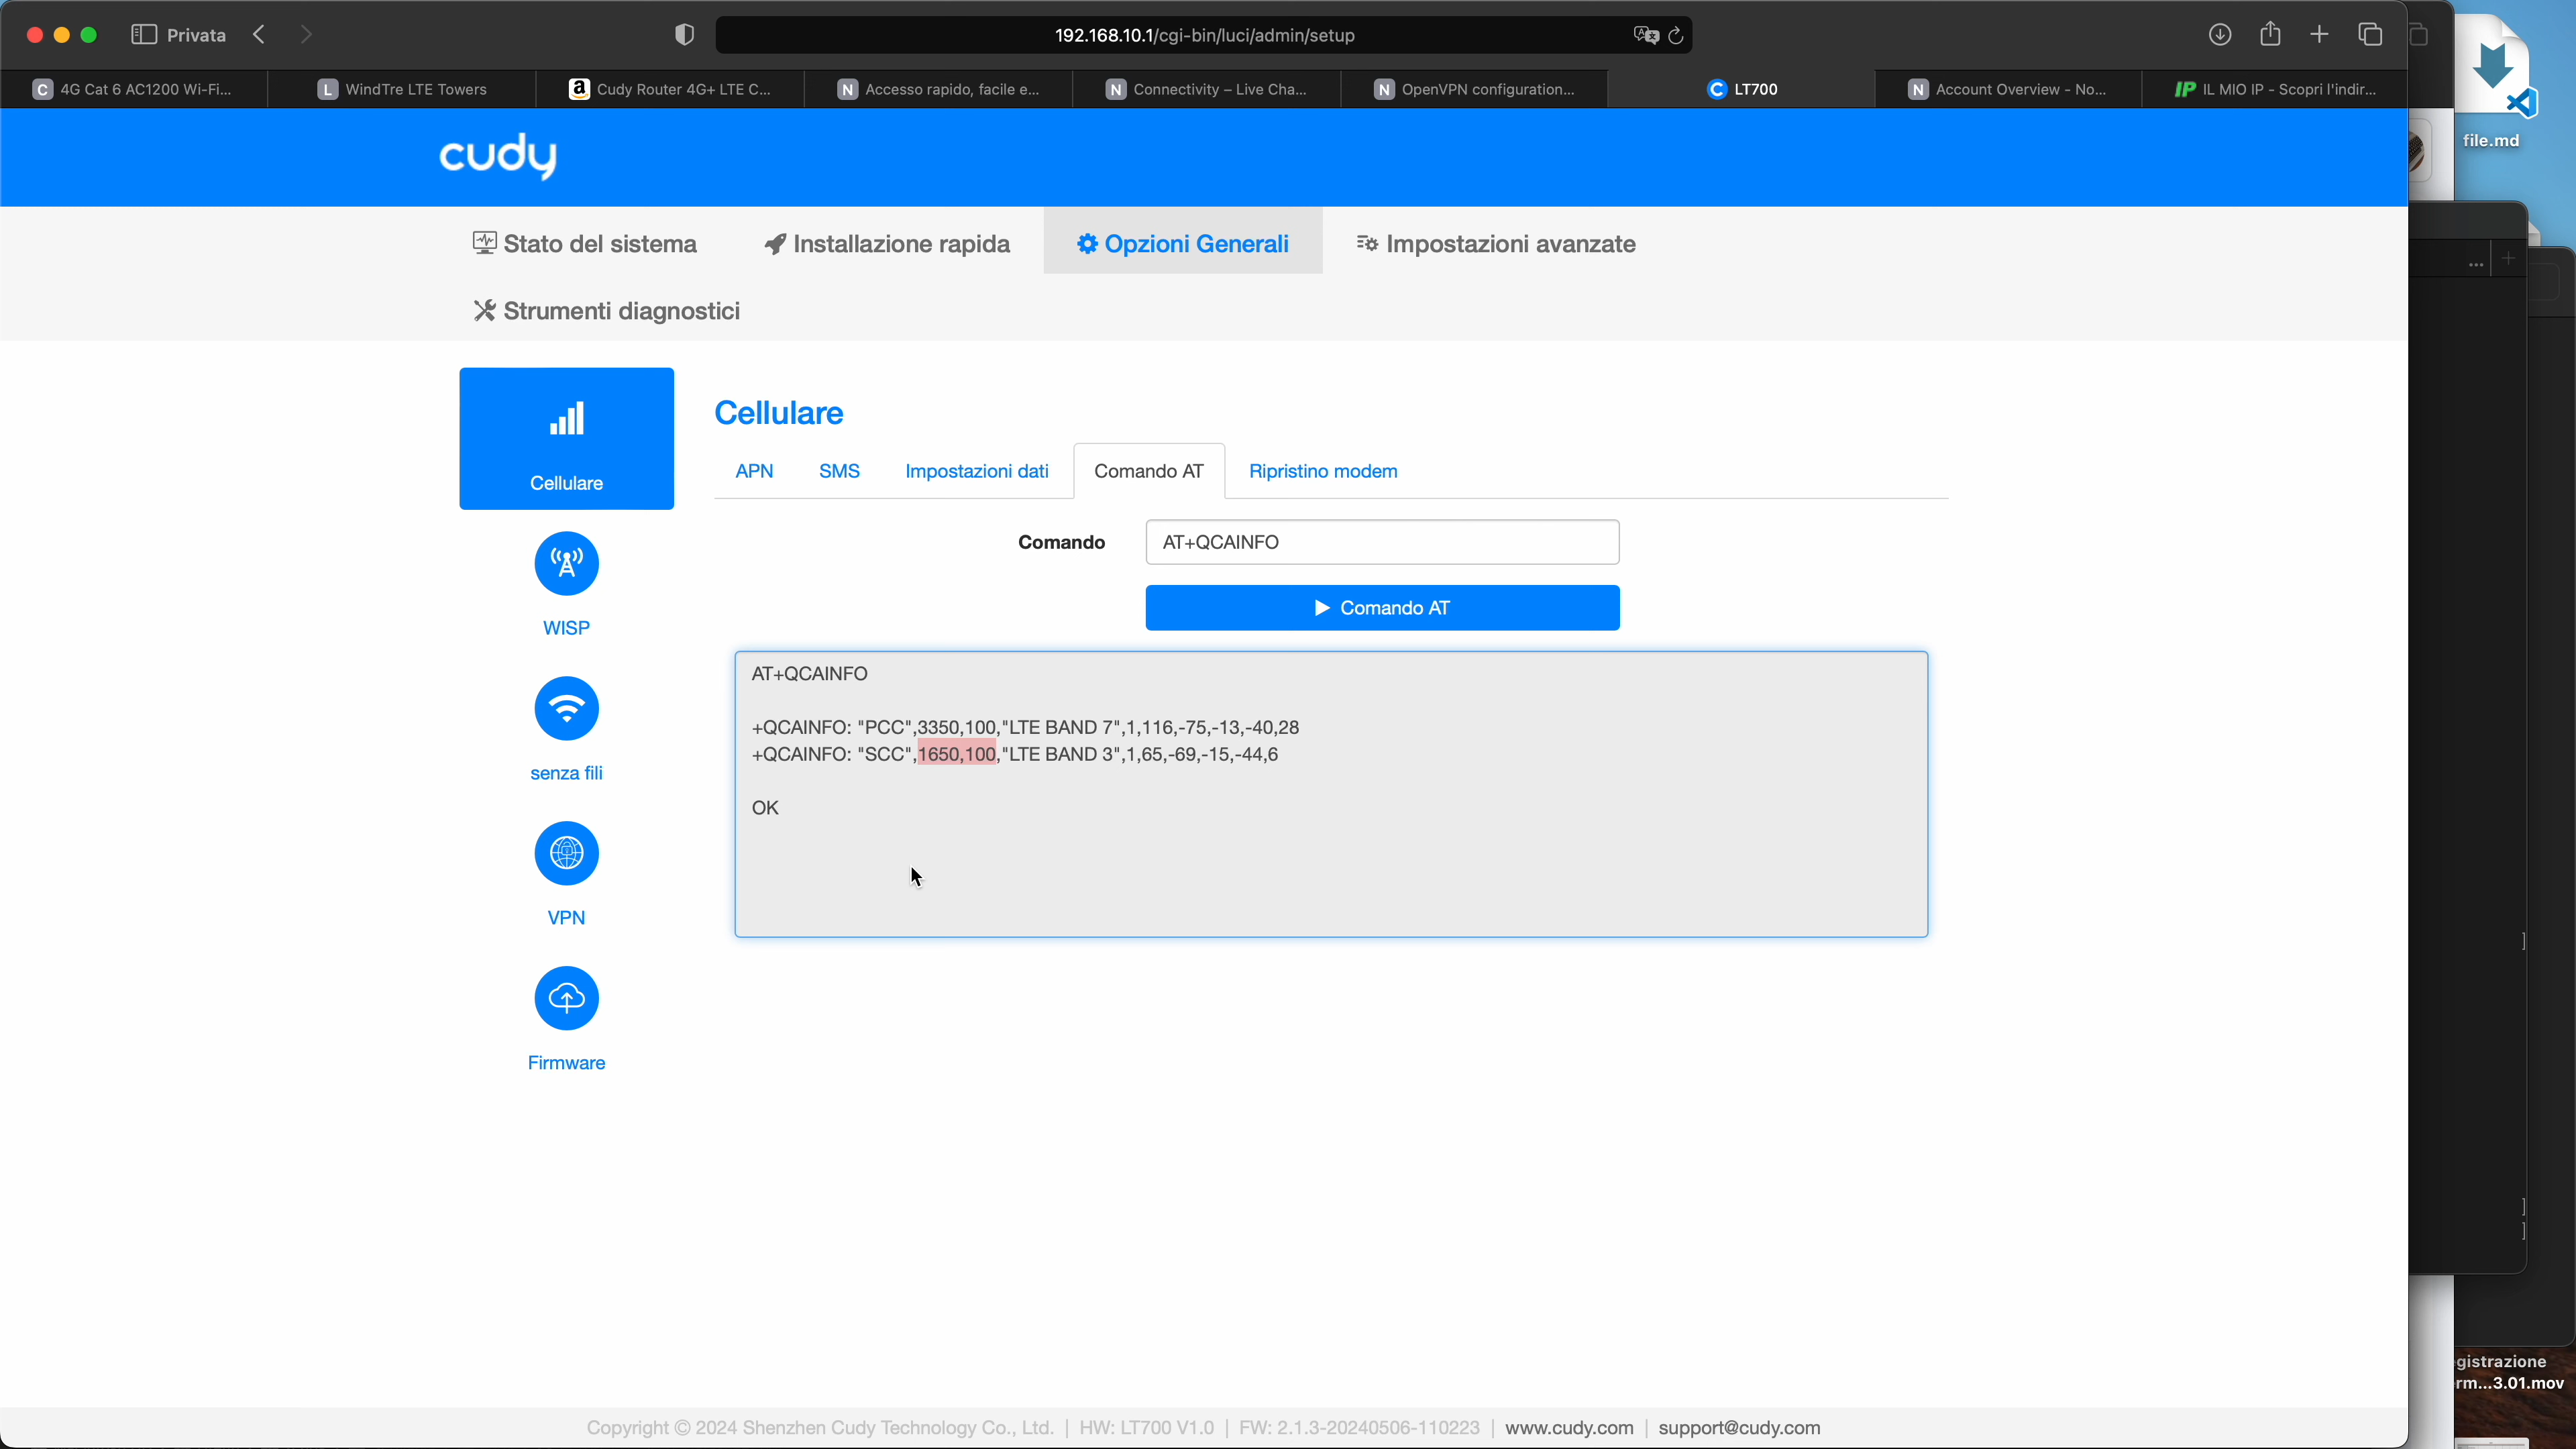 Privata
192.168.10.1/cgi-bin/luci/admin/setup
C 4G Cat 6 AC1200 Wi-Fi...
L WindTre LTE Towers
a Cudy Router 4G+ LTE C...
N Accesso rapido, facile e...
N Connectivity – Live Cha...
N OpenVPN configuration...
C LT700
N Account Overview - No...
IP IL MIO IP - Scopri l'indir...
file.md
cudy
Stato del sistema
Installazione rapida
Opzioni Generali
Impostazioni avanzate
Strumenti diagnostici
Cellulare
WISP
senza fili
VPN
Firmware
Cellulare
APN
SMS
Impostazioni dati
Comando AT
Ripristino modem
Comando
AT+QCAINFO
Comando AT
AT+QCAINFO
+QCAINFO: "PCC",3350,100,"LTE BAND 7",1,116,-75,-13,-40,28
+QCAINFO: "SCC",1650,100,"LTE BAND 3",1,65,-69,-15,-44,6
OK
...
]
]
]
gistrazione
rm...3.01.mov
Copyright © 2024 Shenzhen Cudy Technology Co., Ltd. | HW: LT700 V1.0 | FW: 2.1.3-20240506-110223 | www.cudy.com | support@cudy.com